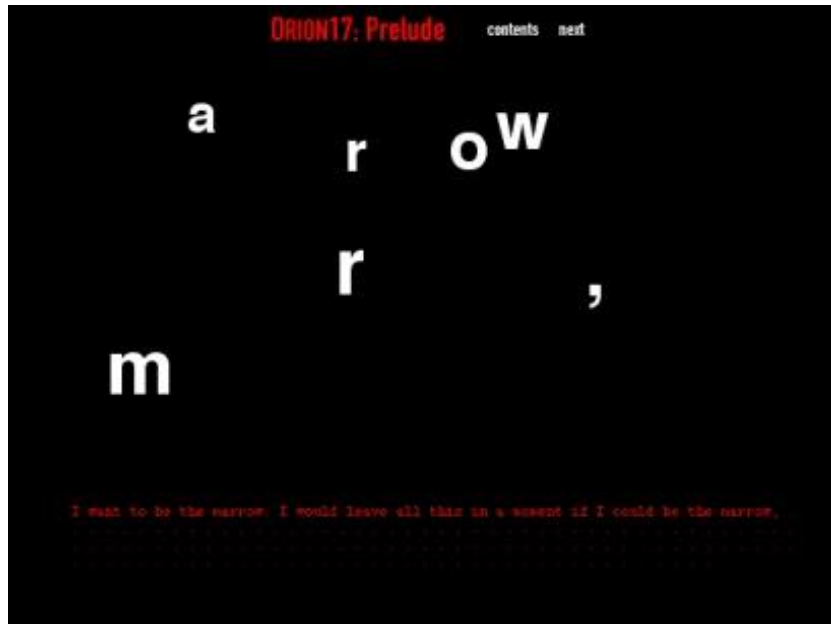 ORION17: Prelude contents next
a r o w
r ,
m
I want to be the marrow. I would leave all this in a moment if I could be the marrow,